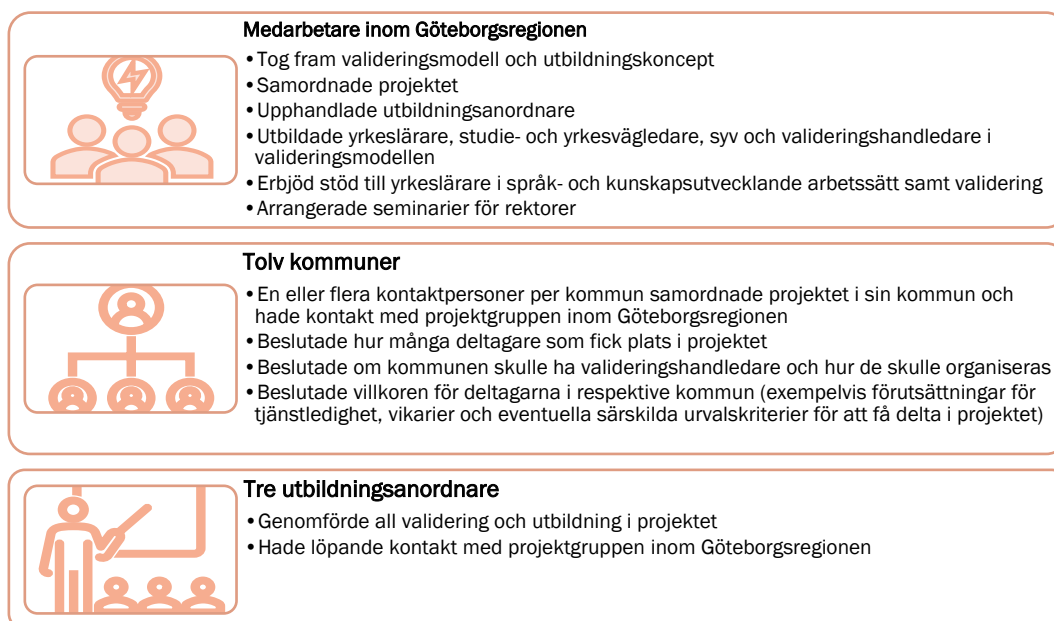 Medarbetare inom Göteborgsregionen
•Tog fram valideringsmodell och utbildningskoncept
•Samordnade projektet
•Upphandlade utbildningsanordnare
•Utbildade yrkeslärare, studie- och yrkesvägledare, syv och valideringshandledare i
valideringsmodellen
•Erbjöd stöd till yrkeslärare i språk- och kunskapsutvecklande arbetssätt samt validering
•Arrangerade seminarier för rektorer
Tolv kommuner
•En eller flera kontaktpersoner per kommun samordnade projektet i sin kommun och
hade kontakt med projektgruppen inom Göteborgsregionen
•Beslutade hur många deltagare som fick plats i projektet
•Beslutade om kommunen skulle ha valideringshandledare och hur de skulle organiseras
•Beslutade villkoren för deltagarna i respektive kommun (exempelvis förutsättningar för
tjänstledighet, vikarier och eventuella särskilda urvalskriterier för att få delta i projektet)
Tre utbildningsanordnare
•Genomförde all validering och utbildning i projektet
•Hade löpande kontakt med projektgruppen inom Göteborgsregionen